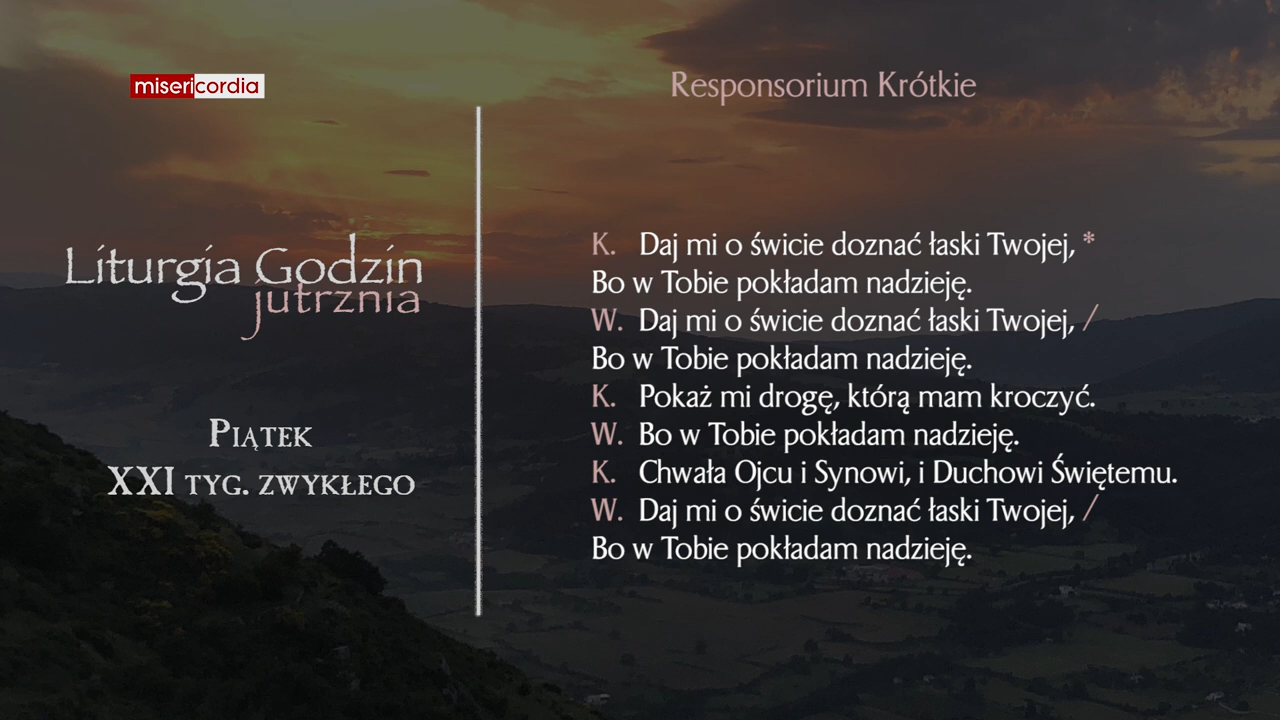 misericordia
Liturgia Godzin
jutrznia
Piątek
XXI tyg. zwykłego
Responsorium Krótkie
K. Daj mi o świcie doznać łaski Twojej, *
Bo w Tobie pokładam nadzieję.
W. Daj mi o świcie doznać łaski Twojej, /
Bo w Tobie pokładam nadzieję.
K. Pokaż mi drogę, którą mam kroczyć.
W. Bo w Tobie pokładam nadzieję.
K. Chwała Ojcu i Synowi, i Duchowi Świętemu.
W. Daj mi o świcie doznać łaski Twojej, /
Bo w Tobie pokładam nadzieję.